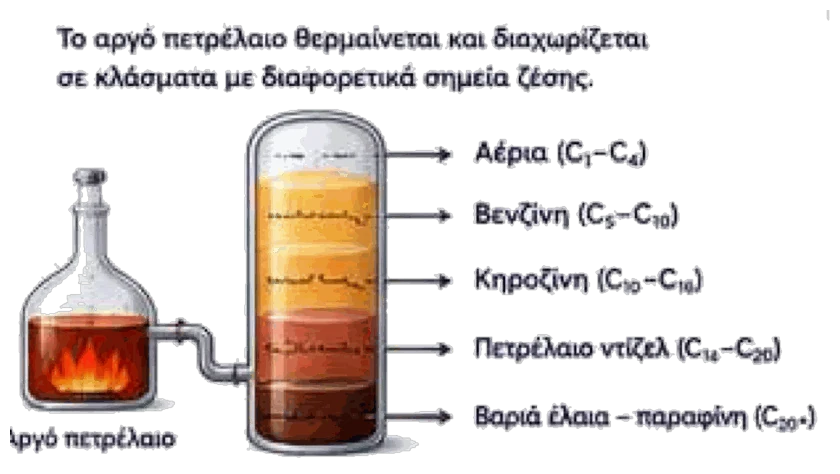 Το αργό πετρέλαιο θερμαίνεται και διαχωρίζεται
σε κλάσματα με διαφορετικά σημεία ζέσης.
Αέρια (C₁–C₄)
Βενζίνη (C₅–C₁₀)
Κηροζίνη (C₁₀–C₁₆)
Πετρέλαιο ντίζελ (C₁₄–C₂₀)
Βαριά έλαια – παραφίνη (C₂₀₊)
Αργό πετρέλαιο